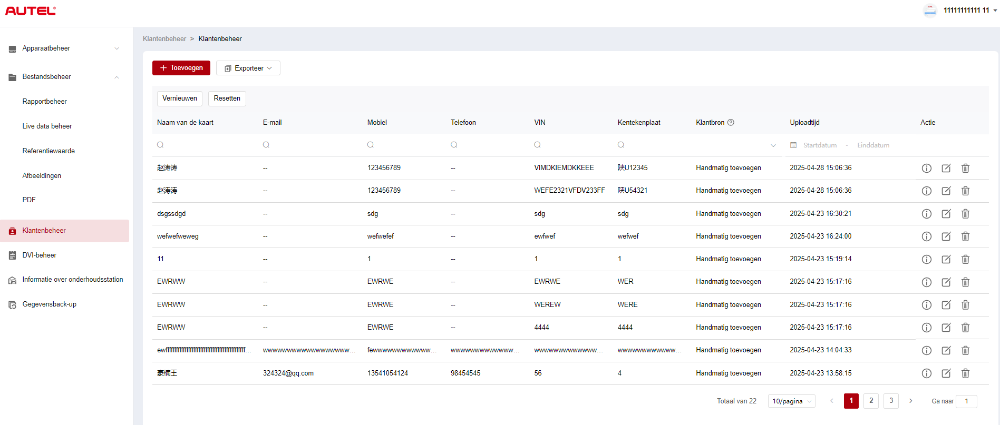 AUTEL
11111111111 11
Apparaatbeheer
Bestandsbeheer
Rapportbeheer
Live data beheer
Referentiewaarde
Afbeeldingen
PDF
Klantenbeheer
DVI-beheer
Informatie over onderhoudsstation
Gegevensback-up
Klantenbeheer > Klantenbeheer
Toevoegen Exporteer
Vernieuwen Resetten
Naam van de kaart E-mail Mobiel Telefoon VIN Kentekenplaat Klantbron Uploadtijd Actie
Startdatum - Einddatum
赵涛涛 -- 123456789 -- VIMDKIEMDKKEEE 陕U12345 Handmatig toevoegen 2025-04-28 15:06:36
赵涛涛 -- 123456789 -- WEFE2321VFDV233FF 陕U54321 Handmatig toevoegen 2025-04-28 15:06:36
dsgssdgd -- sdg -- sdg sdg Handmatig toevoegen 2025-04-23 16:30:21
wefwefweweg -- wefwefef -- ewfwef wefwef Handmatig toevoegen 2025-04-23 16:24:00
11 -- 1 -- 1 1 Handmatig toevoegen 2025-04-23 15:19:14
EWRWW -- EWRWE -- EWRWE WER Handmatig toevoegen 2025-04-23 15:17:16
EWRWW -- EWRWE -- WEREW WERE Handmatig toevoegen 2025-04-23 15:17:16
EWRWW -- EWRWE -- 4444 4444 Handmatig toevoegen 2025-04-23 15:17:16
Handmatig toevoegen 2025-04-23 14:04:33
豪楠王 324324@qq.com 13541054124 98454545 56 4 Handmatig toevoegen 2025-04-23 13:58:15
Totaal van 22 10/pagina 1 2 3 Ga naar 1